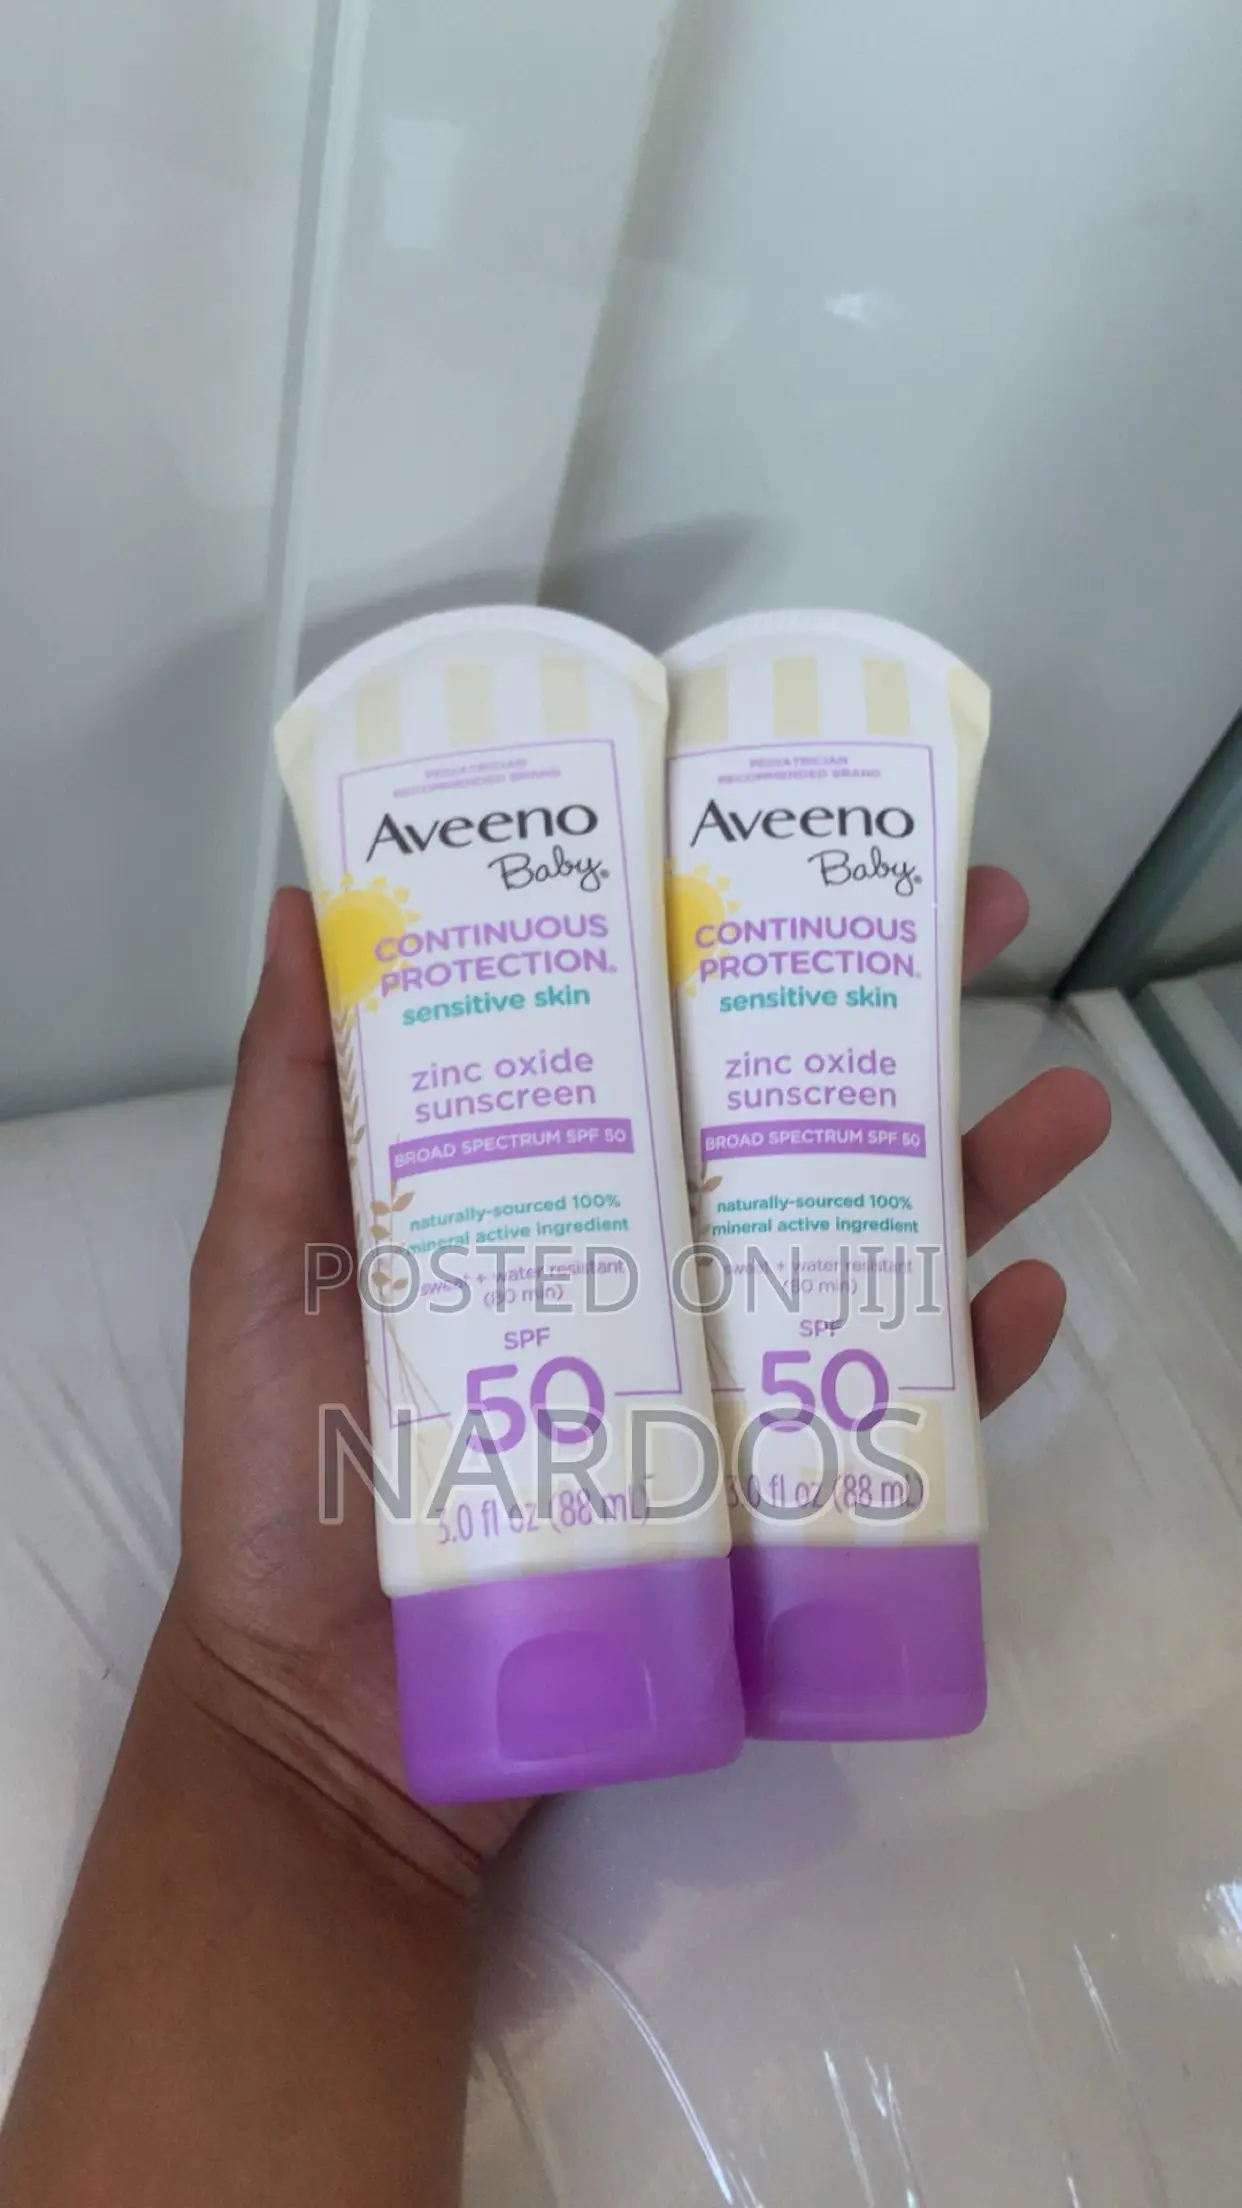 PEDIATRICIAN
RECOMMENDED BRAND
Aveeno
Baby®
CONTINUOUS
PROTECTION®
sensitive skin
zinc oxide
sunscreen
BROAD SPECTRUM SPF 50
naturally-sourced 100%
mineral active ingredient
sweat + water resistant
(80 min)
SPF
50
3.0 fl oz (88 mL)
PEDIATRICIAN
RECOMMENDED BRAND
Aveeno
Baby®
CONTINUOUS
PROTECTION®
sensitive skin
zinc oxide
sunscreen
BROAD SPECTRUM SPF 50
naturally-sourced 100%
mineral active ingredient
sweat + water resistant
(80 min)
SPF
50
3.0 fl oz (88 mL)
POSTED ON JIJI
NARDOS